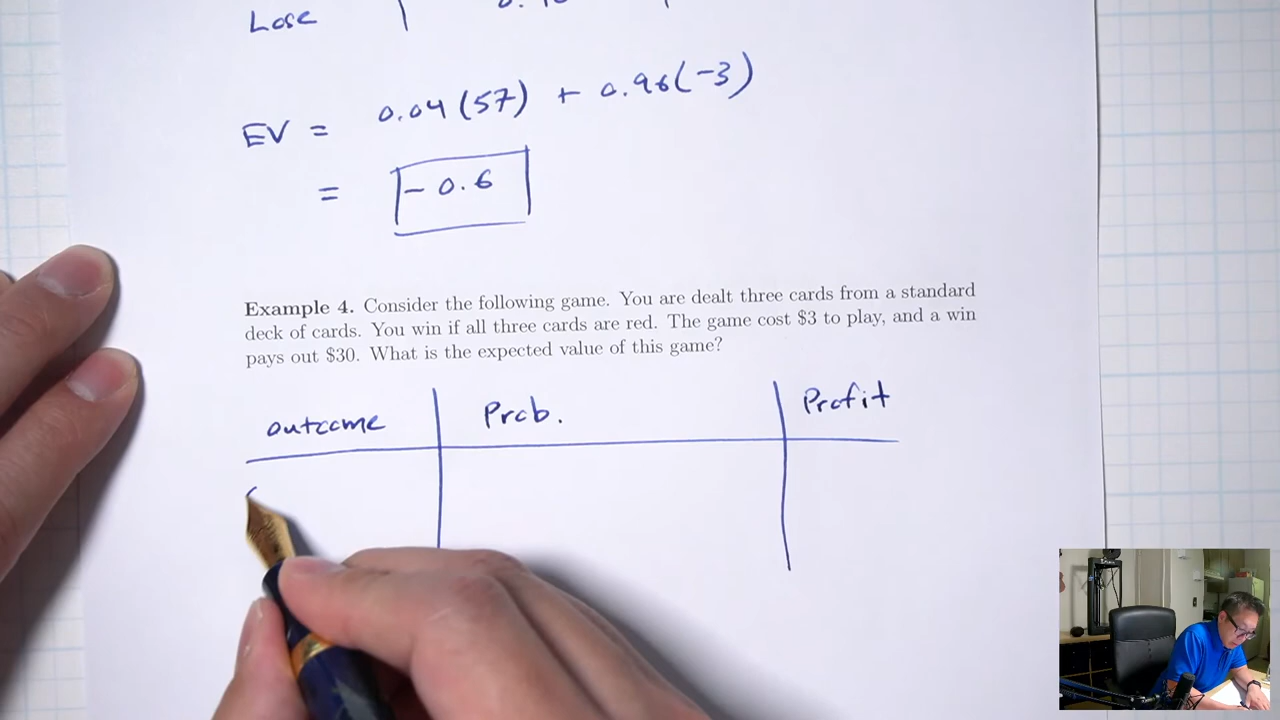 Lose
EV = 0.04 (57) + 0.96(-3)
= -0.6
Example 4. Consider the following game. You are dealt three cards from a standard
deck of cards. You win if all three cards are red. The game cost $3 to play, and a win
pays out $30. What is the expected value of this game?
outcome Prob. Profit